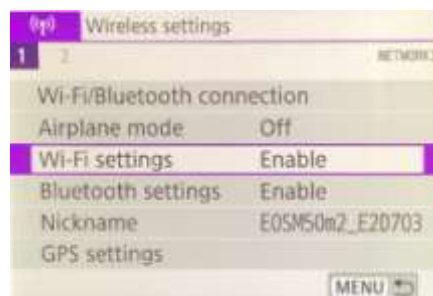 Wireless settings
1 2 NETWORK1
Wi-Fi/Bluetooth connection
Airplane mode Off
Wi-Fi settings Enable
Bluetooth settings Enable
Nickname EOSM50m2_E20703
GPS settings
MENU